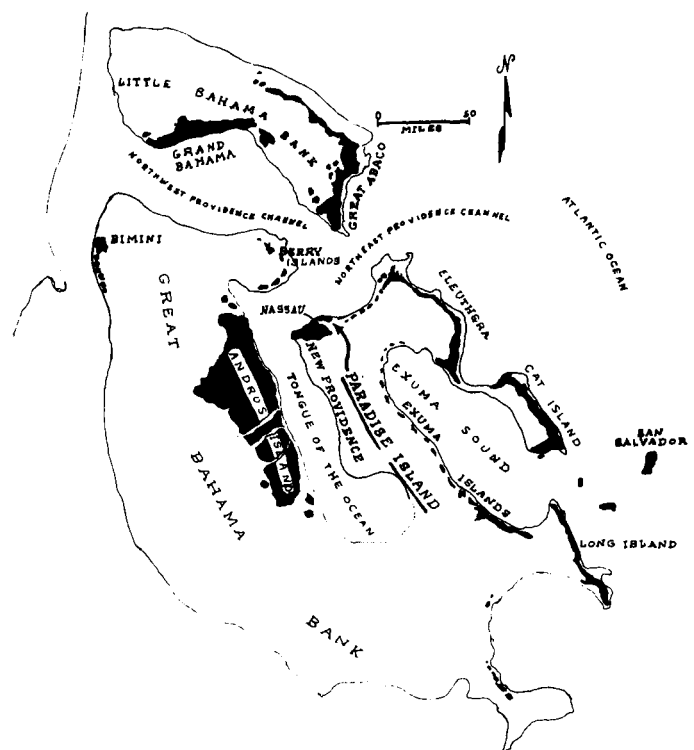 N
LITTLE
BAHAMA
BANK
0 50
MILES
GRAND
BAHAMA
GREAT ABACO
NORTHWEST PROVIDENCE CHANNEL
NORTHEAST PROVIDENCE CHANNEL
ATLANTIC OCEAN
BIMINI
BERRY
ISLANDS
GREAT
NASSAU
ELEUTHERA
ANDROS
ISLAND
NEW PROVIDENCE
PARADISE ISLAND
TONGUE OF THE OCEAN
EXUMA
SOUND
EXUMA
ISLANDS
CAT ISLAND
SAN
SALVADOR
BAHAMA
LONG ISLAND
BANK